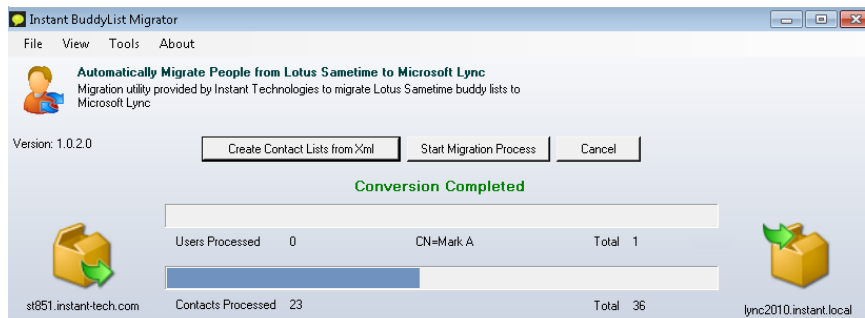 Instant BuddyList Migrator
File View Tools About
Automatically Migrate People from Lotus Sametime to Microsoft Lync
Migration utility provided by Instant Technologies to migrate Lotus Sametime buddy lists to
Microsoft Lync
Version: 1.0.2.0
Create Contact Lists from Xml Start Migration Process Cancel
Conversion Completed
Users Processed 0 CN=Mark A Total 1
Contacts Processed 23 Total 36
st851.instant-tech.com lync2010.instant.local